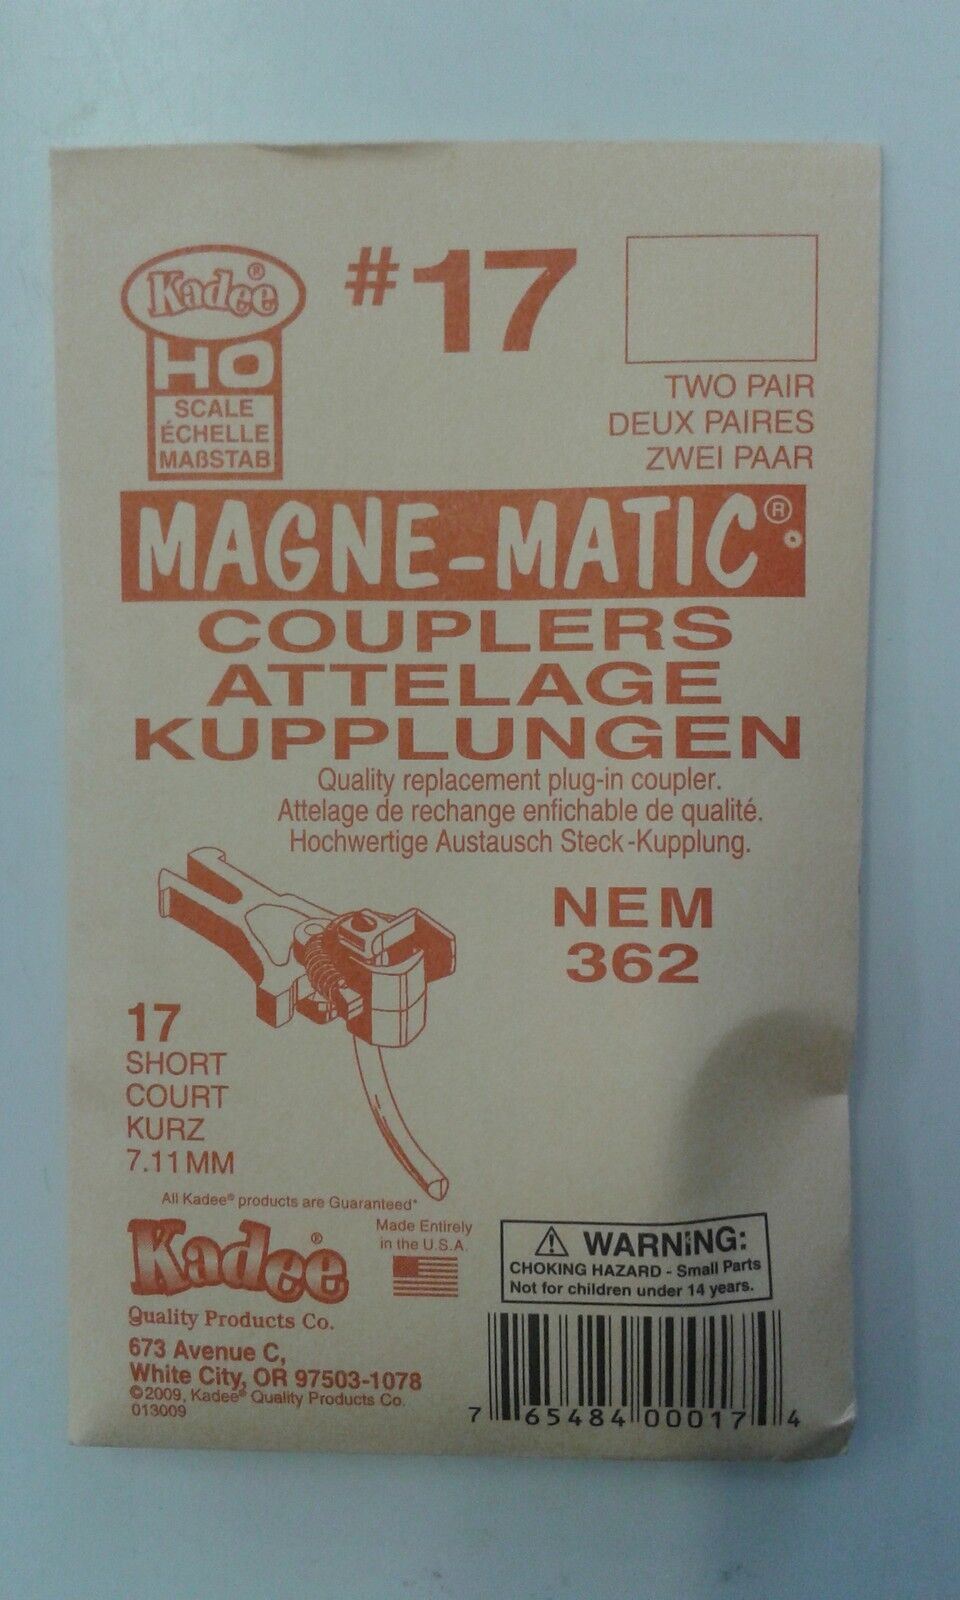 Kadee®
HO
SCALE
ÉCHELLE
MAßSTAB
#17
TWO PAIR
DEUX PAIRES
ZWEI PAAR
MAGNE-MATIC®
COUPLERS
ATTELAGE
KUPPLUNGEN
Quality replacement plug-in coupler.
Attelage de rechange enfichable de qualité.
Hochwertige Austausch Steck-Kupplung.
NEM
362
17
SHORT
COURT
KURZ
7.11 MM
All Kadee® products are Guaranteed*
Kadee®
Quality Products Co.
Made Entirely
in the U.S.A.
673 Avenue C,
White City, OR 97503-1078
©2009, Kadee® Quality Products Co.
013009
⚠ WARNING:
CHOKING HAZARD - Small Parts
Not for children under 14 years.
7 65484 00017 4